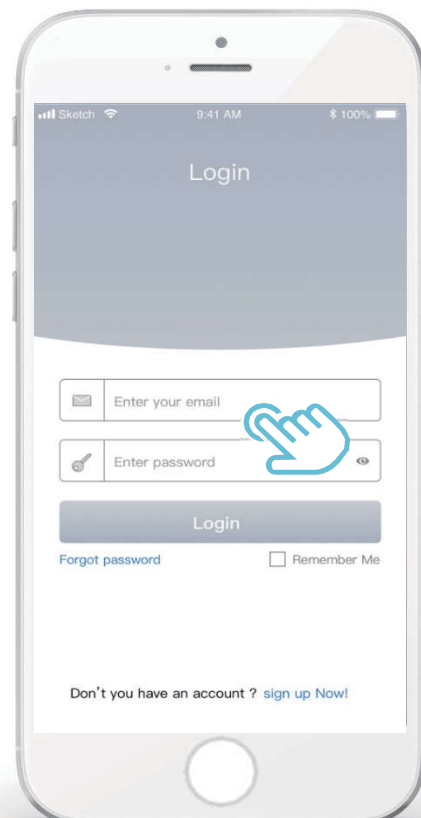 Sketch 9:41 AM 100%
Login
Enter your email
Enter password
Login
Forgot password Remember Me
Don't you have an account ? sign up Now!